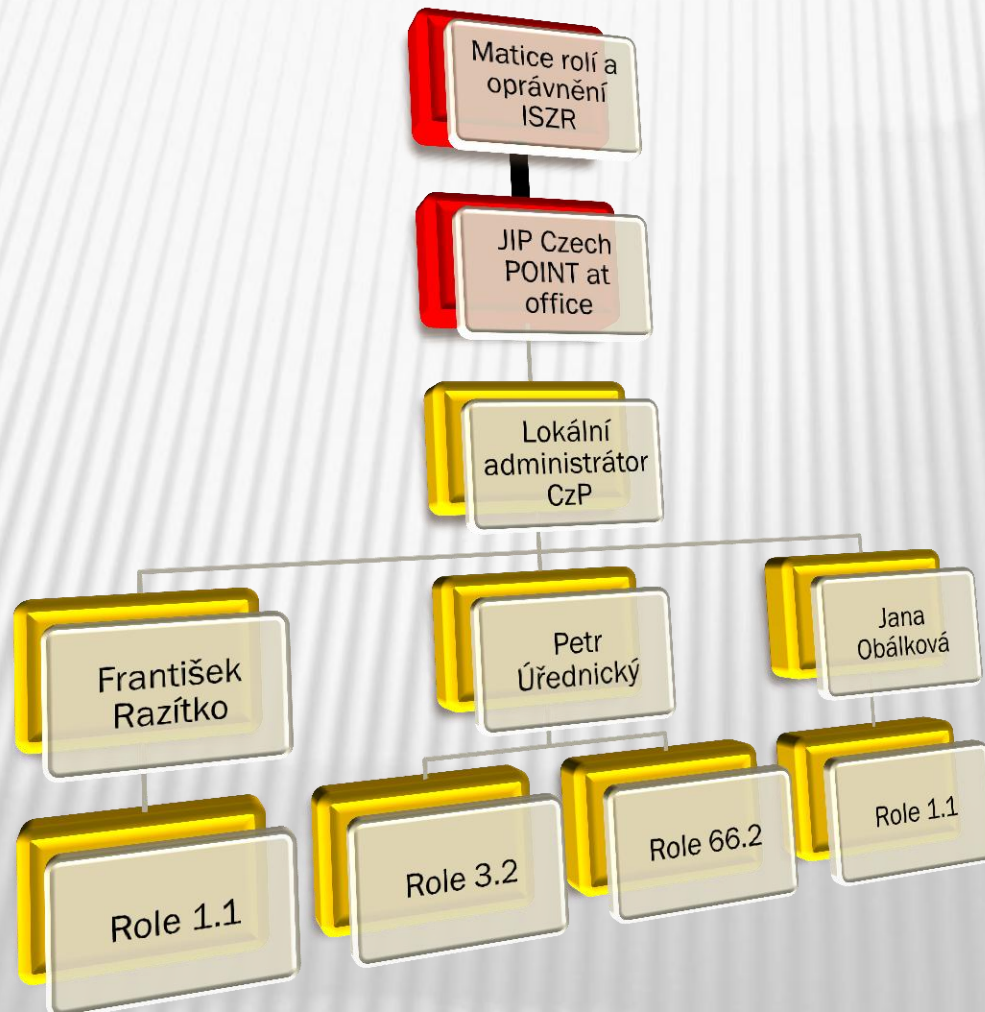 Matice rolí a
oprávnění
ISZR
JIP Czech
POINT at
office
Lokální
administrátor
CzP
František
Razítko
Petr
Úřednický
Jana
Obálková
Role 1.1
Role 3.2
Role 66.2
Role 1.1